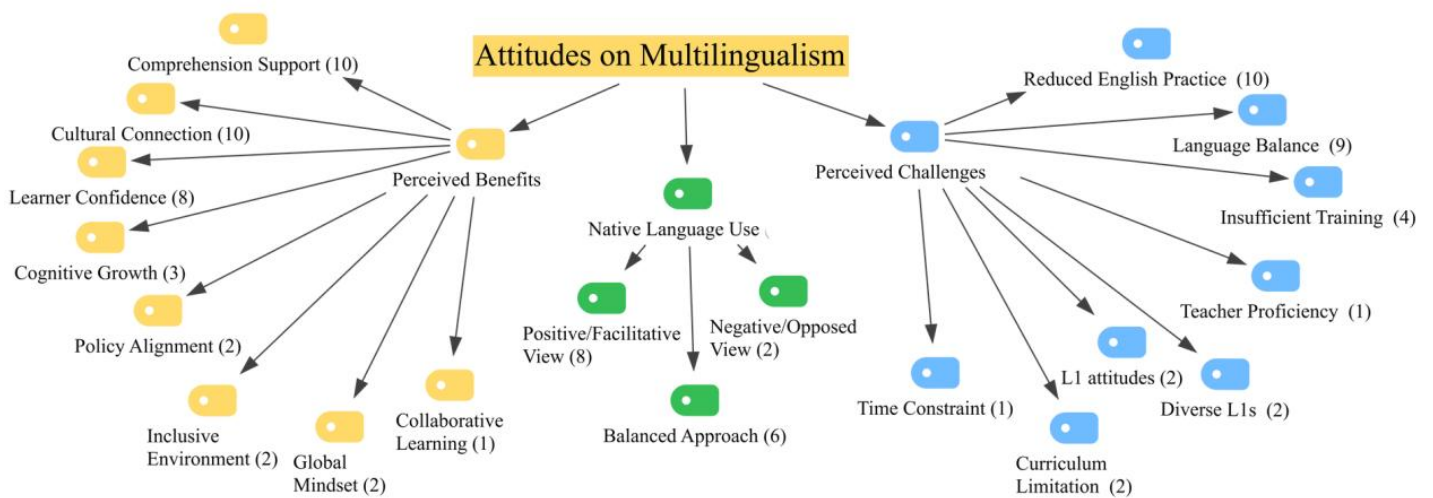 Attitudes on Multilingualism
Comprehension Support (10)
Cultural Connection (10)
Learner Confidence (8)
Cognitive Growth (3)
Policy Alignment (2)
Inclusive
Environment (2)
Global
Mindset (2)
Collaborative
Learning (1)
Perceived Benefits
Native Language Use (
Positive/Facilitative
View (8)
Negative/Opposed
View (2)
Balanced Approach (6)
Perceived Challenges
Reduced English Practice (10)
Language Balance (9)
Insufficient Training (4)
Teacher Proficiency (1)
L1 attitudes (2)
Diverse L1s (2)
Time Constraint (1)
Curriculum
Limitation (2)